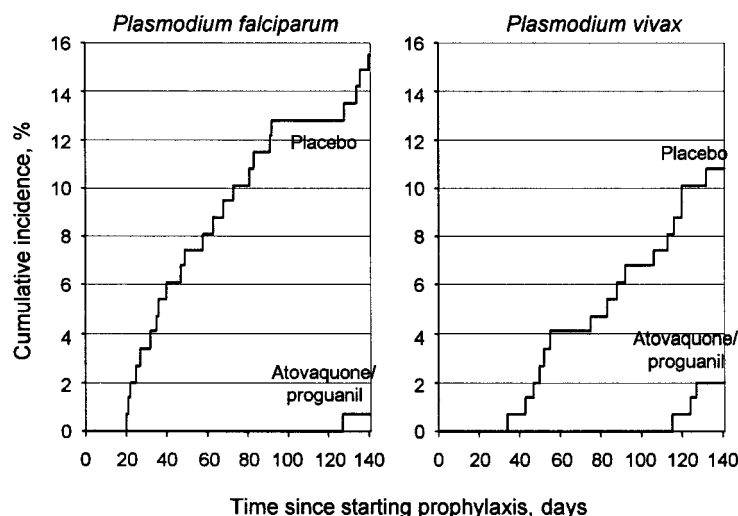 Plasmodium falciparum
Plasmodium vivax
Cumulative incidence, %
16
14
12
10
8
6
4
2
0
Placebo
Atovaquone/
proguanil
0 20 40 60 80 100 120 140
16
14
12
10
8
6
4
2
0
Placebo
Atovaquone/
proguanil
0 20 40 60 80 100 120 140
Time since starting prophylaxis, days